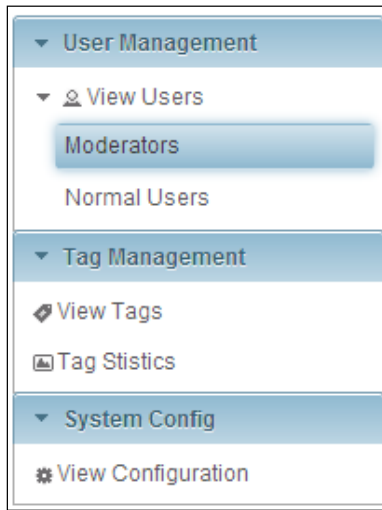 User Management
View Users
Moderators
Normal Users
Tag Management
View Tags
Tag Stistics
System Config
View Configuration